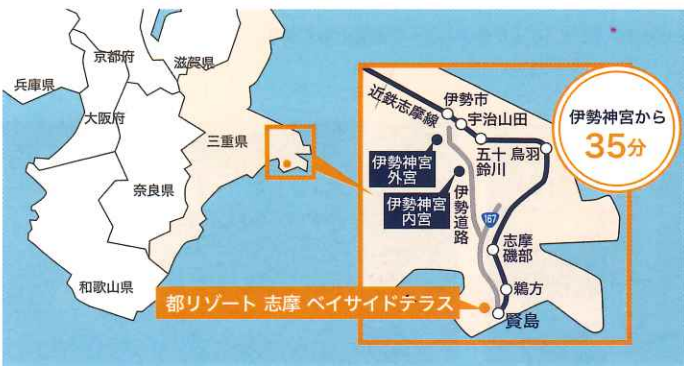 京都府
滋賀県
兵庫県
大阪府
三重県
奈良県
和歌山県
近鉄志摩線
伊勢市
宇治山田
五十
鈴川
鳥羽
伊勢神宮
外宮
伊勢神宮
内宮
伊勢道路
167
志摩
磯部
鵜方
賢島
伊勢神宮から
35分
都リゾート 志摩 ベイサイドテラス